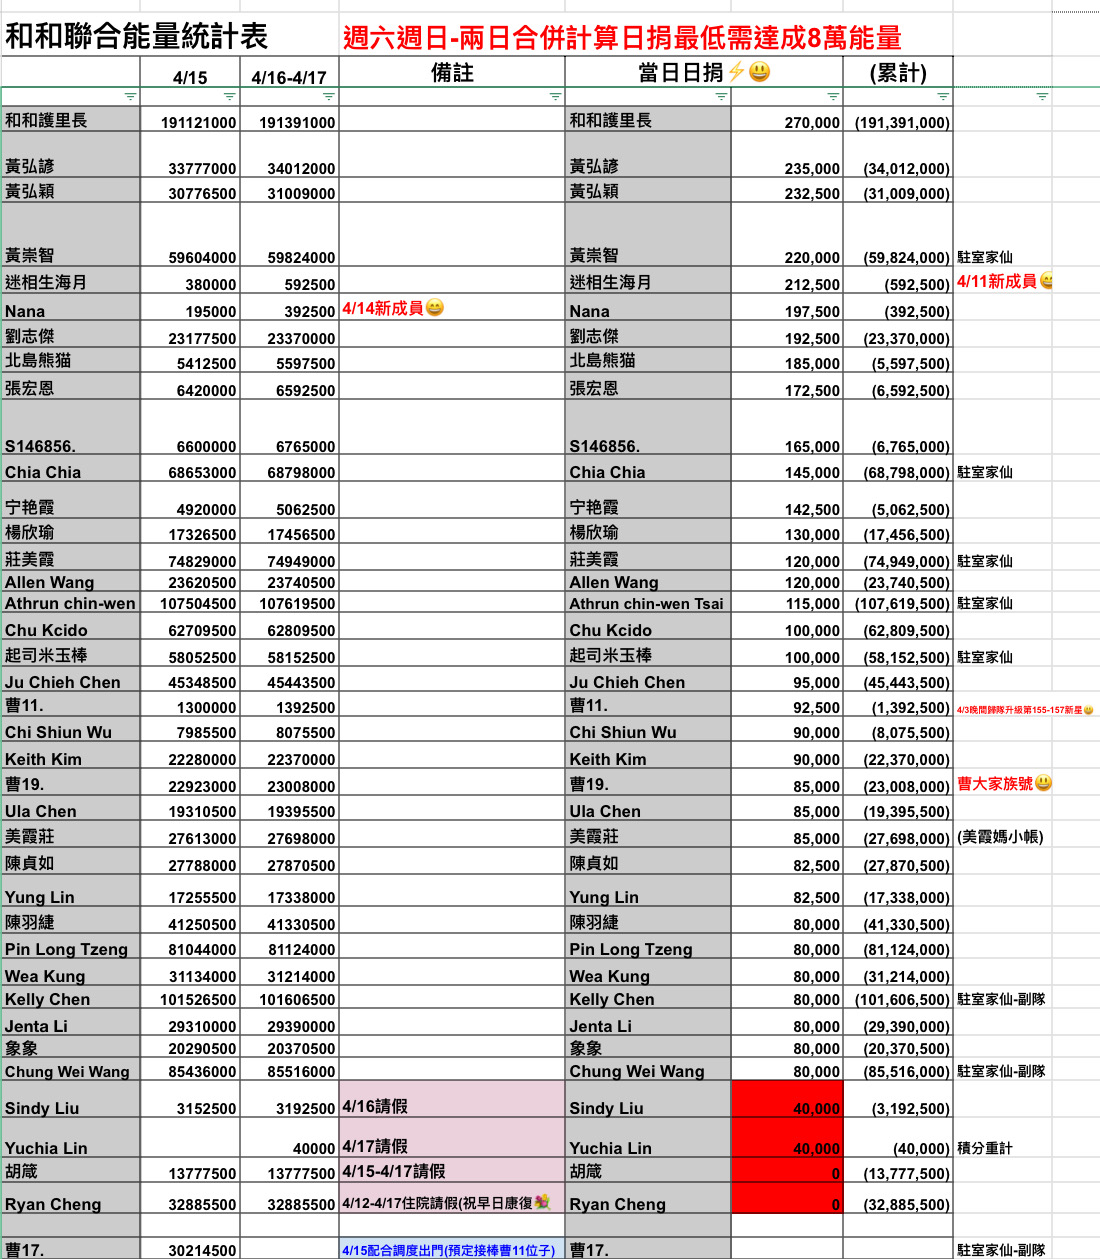 和和聯合能量統計表 週六週日-兩日合併計算日捐最低需達成8萬能量
4/15 4/16-4/17 備註 當日日捐⚡😃 (累計)
和和護里長 191121000 191391000 和和護里長 270,000 (191,391,000)
黃弘諺 33777000 34012000 黃弘諺 235,000 (34,012,000)
黃弘穎 30776500 31009000 黃弘穎 232,500 (31,009,000)
黃崇智 59604000 59824000 黃崇智 220,000 (59,824,000) 駐室家仙
迷相生海月 380000 592500 迷相生海月 212,500 (592,500) 4/11新成員😄
Nana 195000 392500 4/14新成員😄 Nana 197,500 (392,500)
劉志傑 23177500 23370000 劉志傑 192,500 (23,370,000)
北島熊猫 5412500 5597500 北島熊猫 185,000 (5,597,500)
張宏恩 6420000 6592500 張宏恩 172,500 (6,592,500)
S146856. 6600000 6765000 S146856. 165,000 (6,765,000)
Chia Chia 68653000 68798000 Chia Chia 145,000 (68,798,000) 駐室家仙
宁艳霞 4920000 5062500 宁艳霞 142,500 (5,062,500)
楊欣瑜 17326500 17456500 楊欣瑜 130,000 (17,456,500)
莊美霞 74829000 74949000 莊美霞 120,000 (74,949,000) 駐室家仙
Allen Wang 23620500 23740500 Allen Wang 120,000 (23,740,500)
Athrun chin-wen 107504500 107619500 Athrun chin-wen Tsai 115,000 (107,619,500) 駐室家仙
Chu Kcido 62709500 62809500 Chu Kcido 100,000 (62,809,500)
起司米玉棒 58052500 58152500 起司米玉棒 100,000 (58,152,500) 駐室家仙
Ju Chieh Chen 45348500 45443500 Ju Chieh Chen 95,000 (45,443,500)
曹11. 1300000 1392500 曹11. 92,500 (1,392,500) 4/3晚間歸隊升級第155-157新星😃
Chi Shiun Wu 7985500 8075500 Chi Shiun Wu 90,000 (8,075,500)
Keith Kim 22280000 22370000 Keith Kim 90,000 (22,370,000)
曹19. 22923000 23008000 曹19. 85,000 (23,008,000) 曹大家族號😃
Ula Chen 19310500 19395500 Ula Chen 85,000 (19,395,500)
美霞莊 27613000 27698000 美霞莊 85,000 (27,698,000) (美霞媽小帳)
陳貞如 27788000 27870500 陳貞如 82,500 (27,870,500)
Yung Lin 17255500 17338000 Yung Lin 82,500 (17,338,000)
陳羽緁 41250500 41330500 陳羽緁 80,000 (41,330,500)
Pin Long Tzeng 81044000 81124000 Pin Long Tzeng 80,000 (81,124,000)
Wea Kung 31134000 31214000 Wea Kung 80,000 (31,214,000)
Kelly Chen 101526500 101606500 Kelly Chen 80,000 (101,606,500) 駐室家仙-副隊
Jenta Li 29310000 29390000 Jenta Li 80,000 (29,390,000)
象象 20290500 20370500 象象 80,000 (20,370,500)
Chung Wei Wang 85436000 85516000 Chung Wei Wang 80,000 (85,516,000) 駐室家仙-副隊
Sindy Liu 3152500 3192500 4/16請假 Sindy Liu 40,000 (3,192,500)
Yuchia Lin 40000 4/17請假 Yuchia Lin 40,000 (40,000) 積分重計
胡箴 13777500 13777500 4/15-4/17請假 胡箴 0 (13,777,500)
Ryan Cheng 32885500 32885500 4/12-4/17住院請假(祝早日康復💐 Ryan Cheng 0 (32,885,500)
曹17. 30214500 4/15配合調度出門(預定接棒曹11位子) 曹17. 駐室家仙-副隊